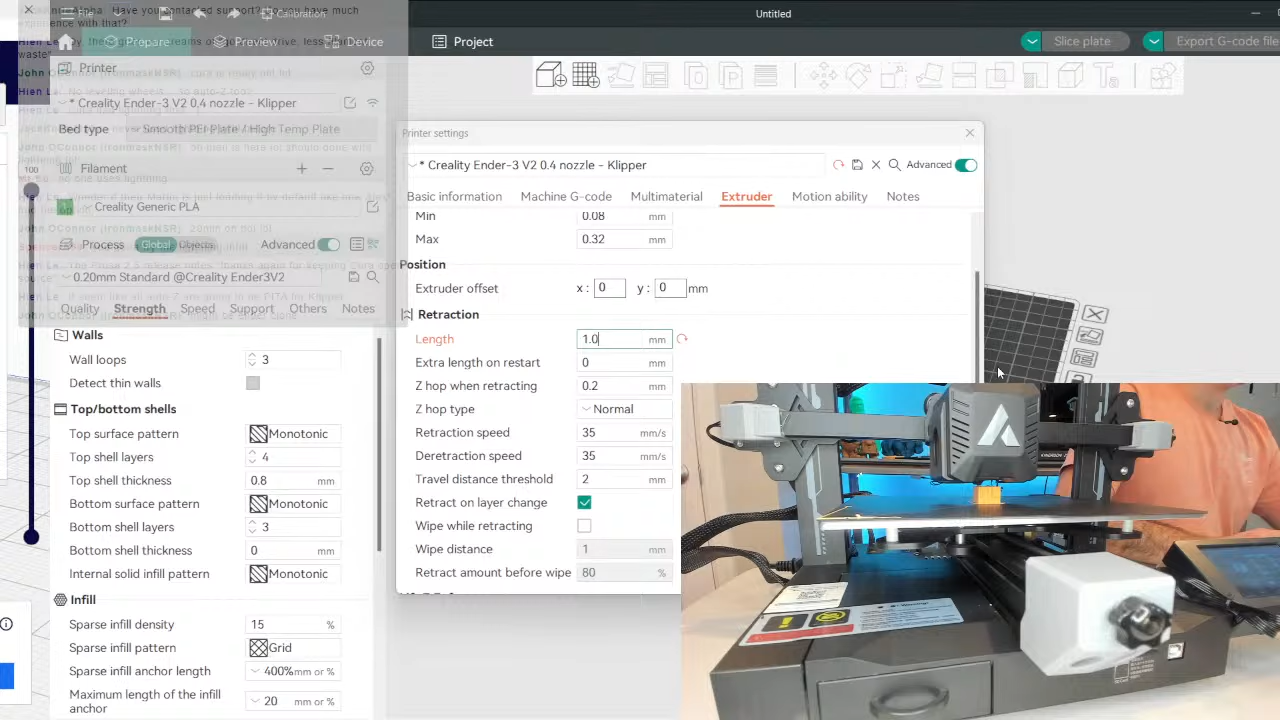 Untitled
Calibration
Prepare
Preview
Device
Project
Slice plate
Export G-code file
Printer
* Creality Ender-3 V2 0.4 nozzle - Klipper
Bed type
Smooth PEI Plate / High Temp Plate
100
Filament
Creality Generic PLA
Process
Global
Objects
Advanced
0.20mm Standard @Creality Ender3V2
Quality
Strength
Speed
Support
Others
Notes
Walls
Wall loops
3
Detect thin walls
Top/bottom shells
Top surface pattern
Monotonic
Top shell layers
4
Top shell thickness
0.8
mm
Bottom surface pattern
Monotonic
Bottom shell layers
3
Bottom shell thickness
0
mm
Internal solid infill pattern
Monotonic
Infill
Sparse infill density
15
%
Sparse infill pattern
Grid
Sparse infill anchor length
400%
mm or %
Maximum length of the infill
anchor
20
mm or %
Printer settings
* Creality Ender-3 V2 0.4 nozzle - Klipper
Advanced
Basic information
Machine G-code
Multimaterial
Extruder
Motion ability
Notes
Min
0.08
mm
Max
0.32
mm
Position
Extruder offset
x :
0
y :
0
mm
Retraction
Length
1.0
mm
Extra length on restart
0
mm
Z hop when retracting
0.2
mm
Z hop type
Normal
Retraction speed
35
mm/s
Deretraction speed
35
mm/s
Travel distance threshold
2
mm
Retract on layer change
Wipe while retracting
Wipe distance
1
mm
Retract amount before wipe
80
%